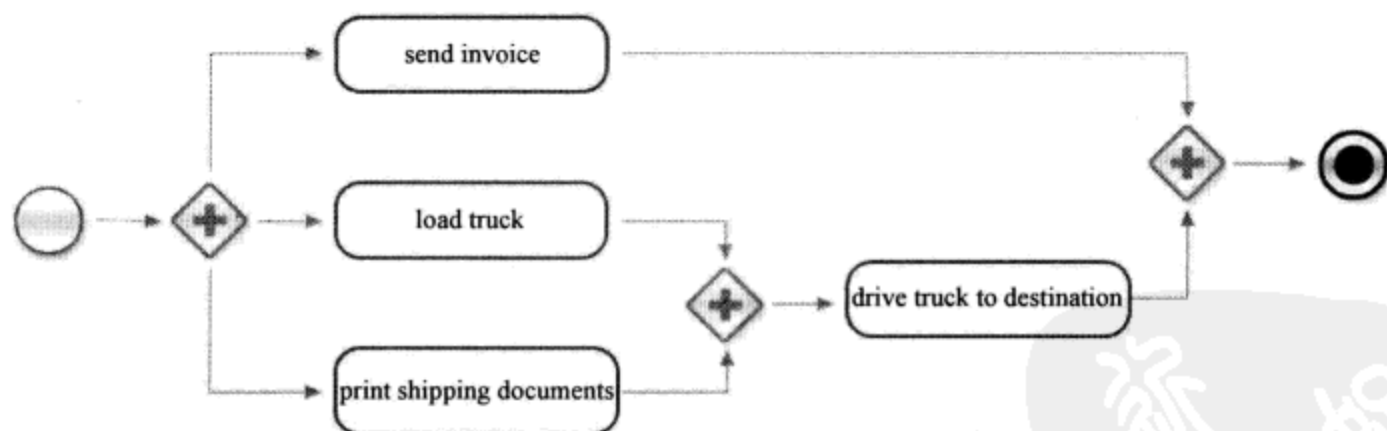 send invoice
load truck
drive truck to destination
print shipping documents